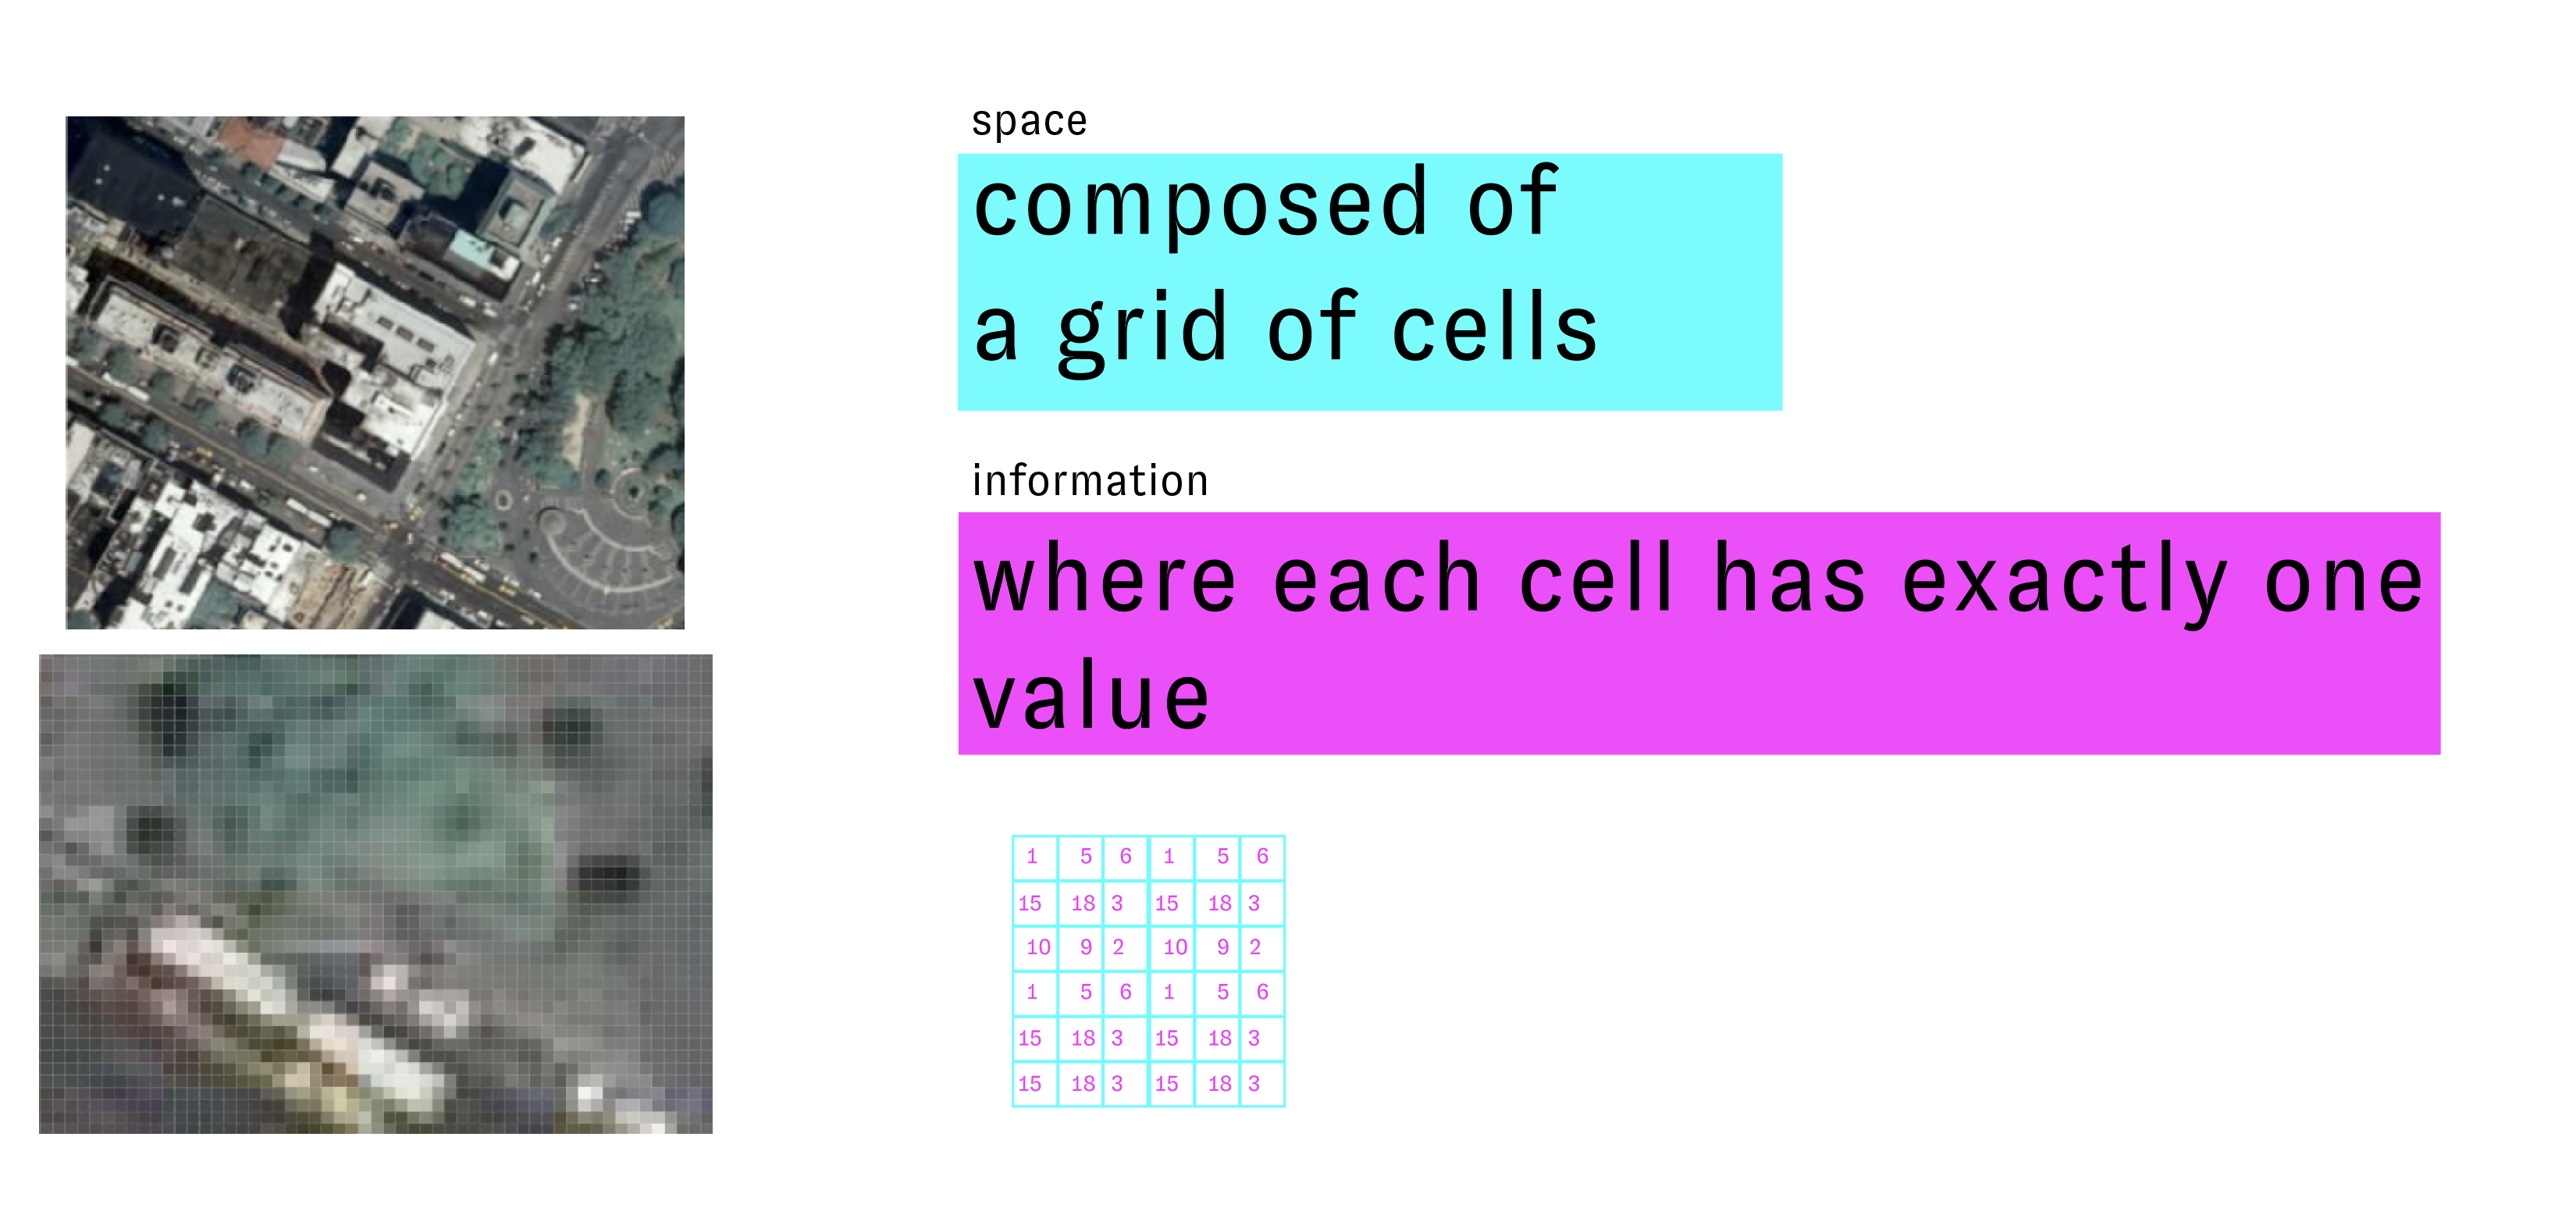 space
composed of
a grid of cells
information
where each cell has exactly one
value
1 5 6 1 5 6
15 18 3 15 18 3
10 9 2 10 9 2
1 5 6 1 5 6
15 18 3 15 18 3
15 18 3 15 18 3